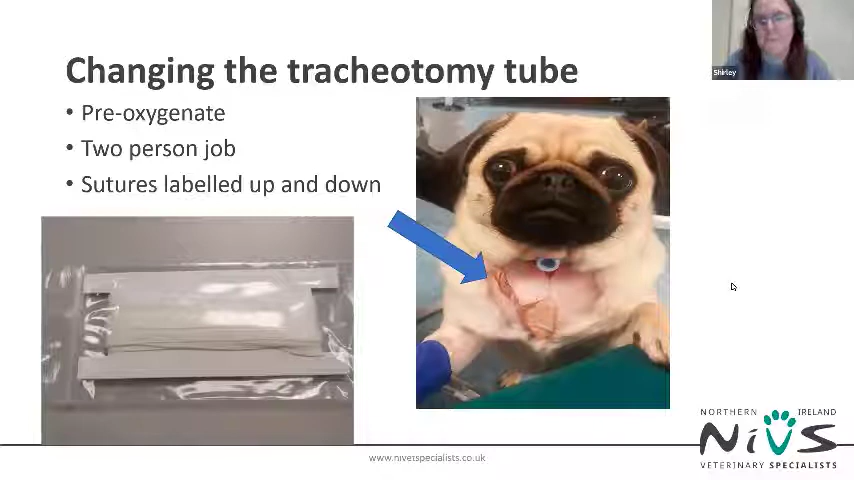 Shirley
Changing the tracheotomy tube
• Pre-oxygenate
• Two person job
• Sutures labelled up and down
NORTHERN IRELAND
NiVS
VETERINARY SPECIALISTS
www.nivetspecialists.co.uk